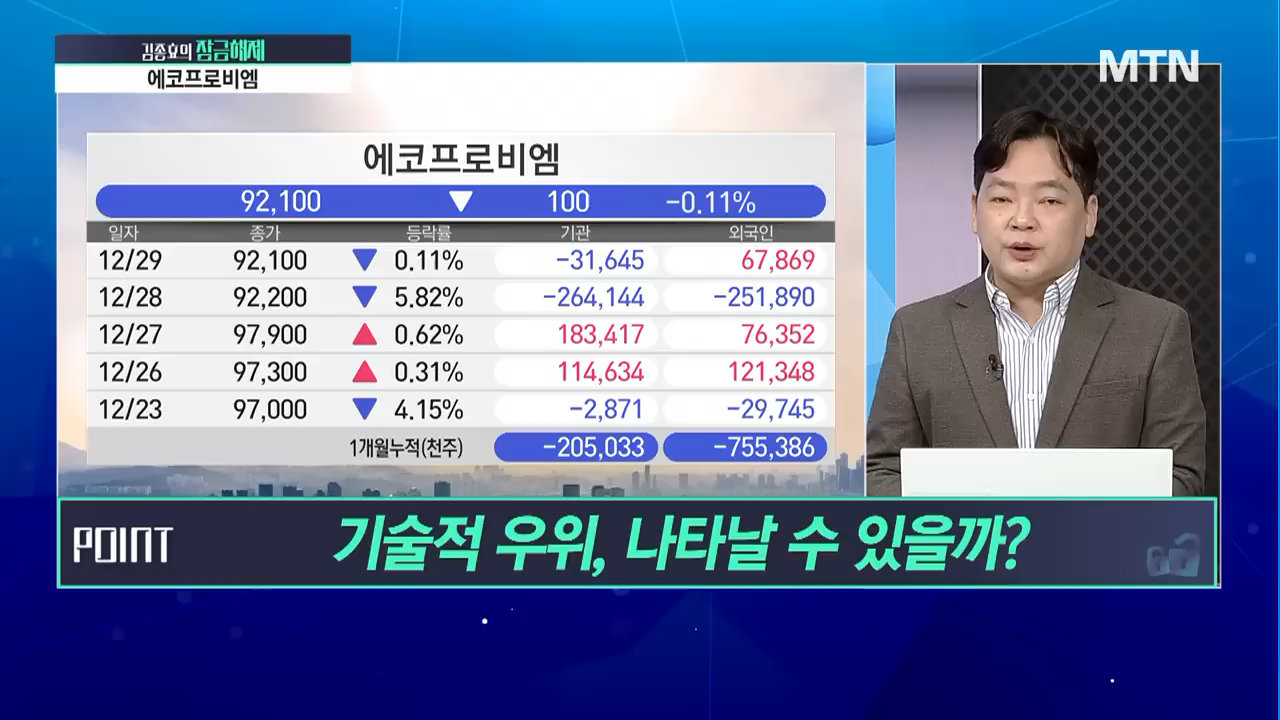 김종효의 잠금해제
에코프로비엠
MTN
에코프로비엠
92,100 ▼ 100 -0.11%
일자 종가 등락률 기관 외국인
12/29 92,100 ▼ 0.11% -31,645 67,869
12/28 92,200 ▼ 5.82% -264,144 -251,890
12/27 97,900 ▲ 0.62% 183,417 76,352
12/26 97,300 ▲ 0.31% 114,634 121,348
12/23 97,000 ▼ 4.15% -2,871 -29,745
1개월누적(천주) -205,033 -755,386
POINT 기술적 우위, 나타날 수 있을까?